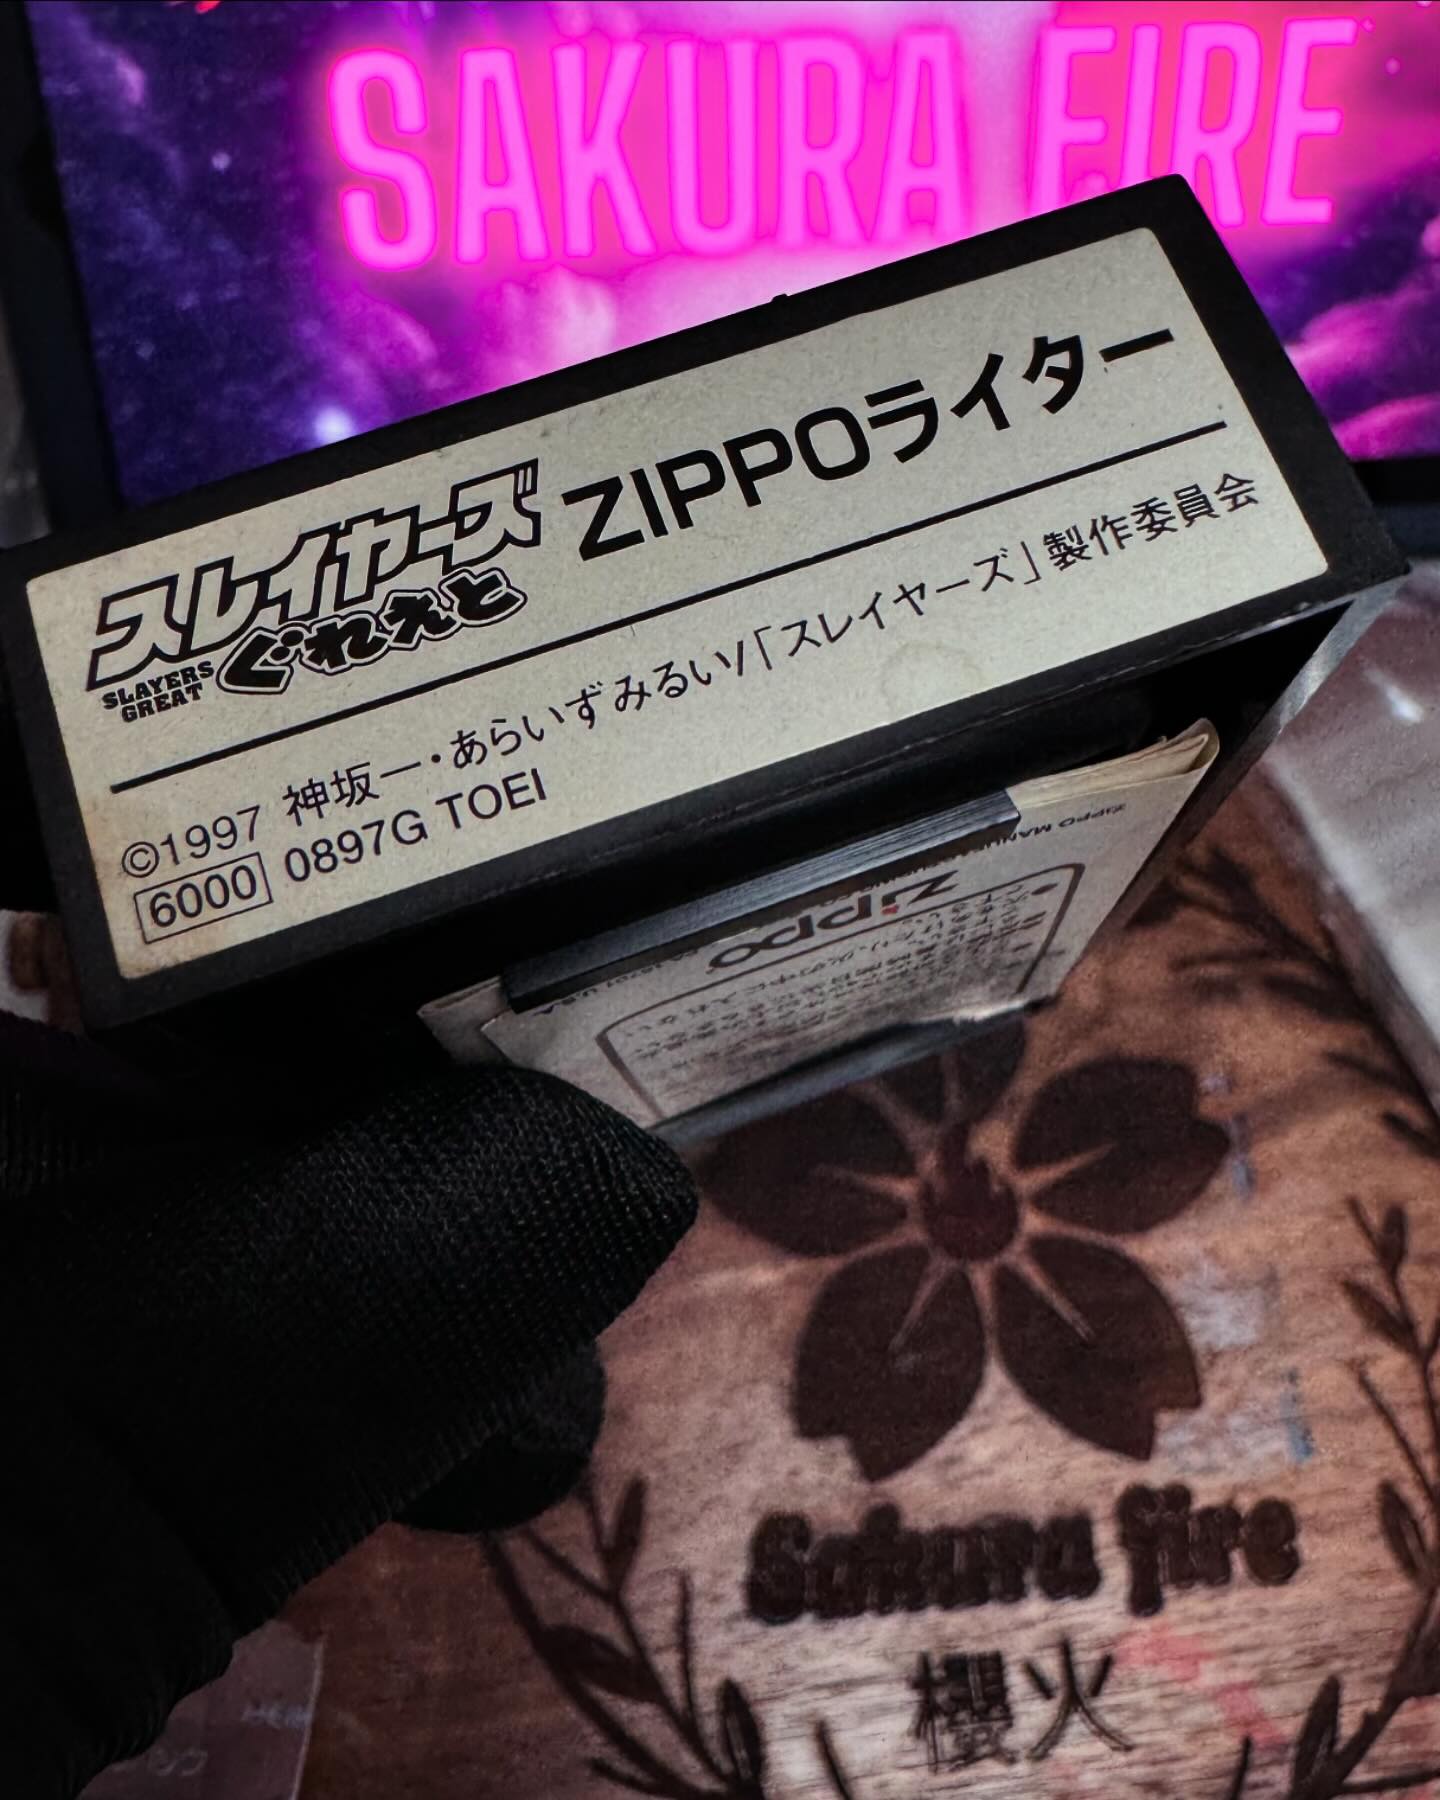 SAKURA FIRE
スレイヤーズ ZIPPOライター
ぐれえと
SLAYERS
GREAT
©1997 神坂一・あらいずみるい/「スレイヤーズ」製作委員会
6000 0897G TOEI
ZIPPO MANU
zippo
Sakura fire
櫻火